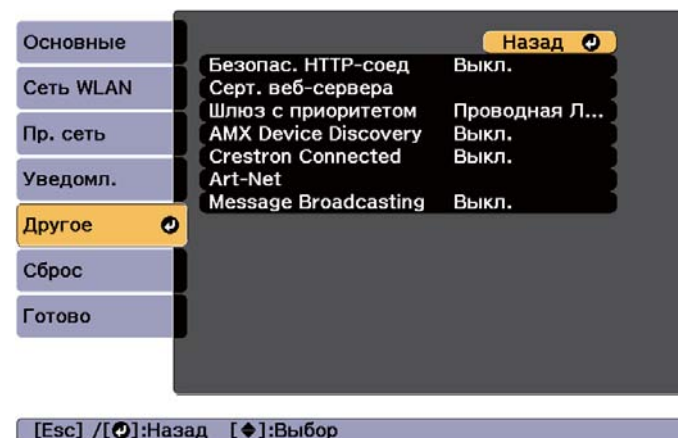 Основные
Сеть WLAN
Пр. сеть
Уведомл.
Другое
Сброс
Готово
Назад
Безопас. HTTP-соед Выкл.
Серт. веб-сервера
Шлюз с приоритетом Проводная Л...
AMX Device Discovery Выкл.
Crestron Connected Выкл.
Art-Net
Message Broadcasting Выкл.
[Esc] /[⏎]:Назад [◆]:Выбор